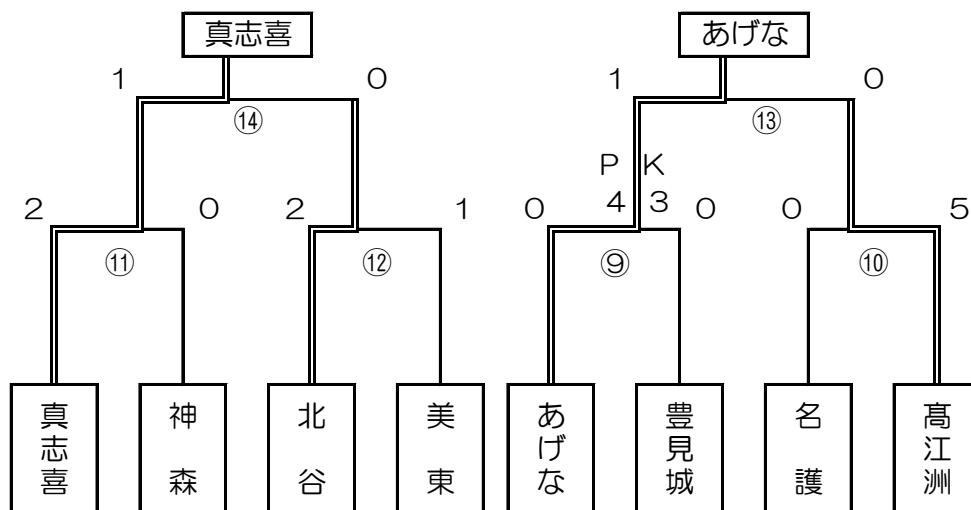 真志喜 あげな
1 0 1 0
⑭ ⑬
P K
2 0 2 1 0 4 3 0 0 5
⑪ ⑫ ⑨ ⑩
真志喜 神森 北谷 美東 あげな 豊見城 名護 髙江洲